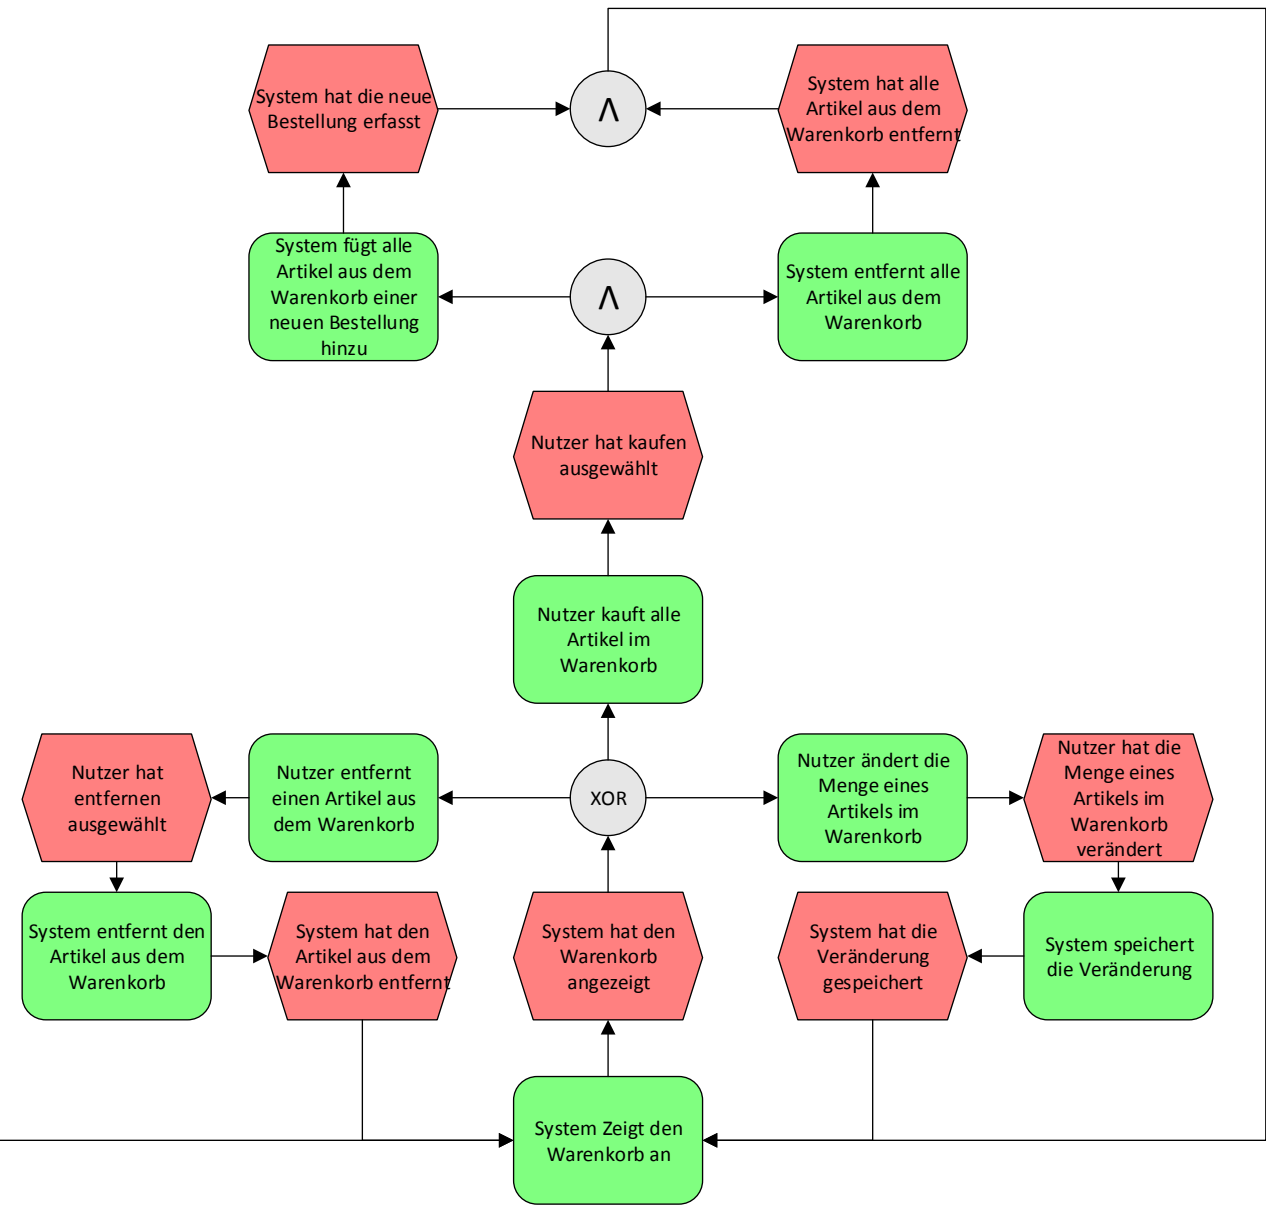 System hat die neue
Bestellung erfasst
Λ
System hat alle
Artikel aus dem
Warenkorb entfernt
System fügt alle
Artikel aus dem
Warenkorb einer
neuen Bestellung
hinzu
Λ
System entfernt alle
Artikel aus dem
Warenkorb
Nutzer hat kaufen
ausgewählt
Nutzer kauft alle
Artikel im
Warenkorb
Nutzer hat
entfernen
ausgewählt
Nutzer entfernt
einen Artikel aus
dem Warenkorb
XOR
Nutzer ändert die
Menge eines
Artikels im
Warenkorb
Nutzer hat die
Menge eines
Artikels im
Warenkorb
verändert
System entfernt den
Artikel aus dem
Warenkorb
System hat den
Artikel aus dem
Warenkorb entfernt
System hat den
Warenkorb
angezeigt
System hat die
Veränderung
gespeichert
System speichert
die Veränderung
System Zeigt den
Warenkorb an